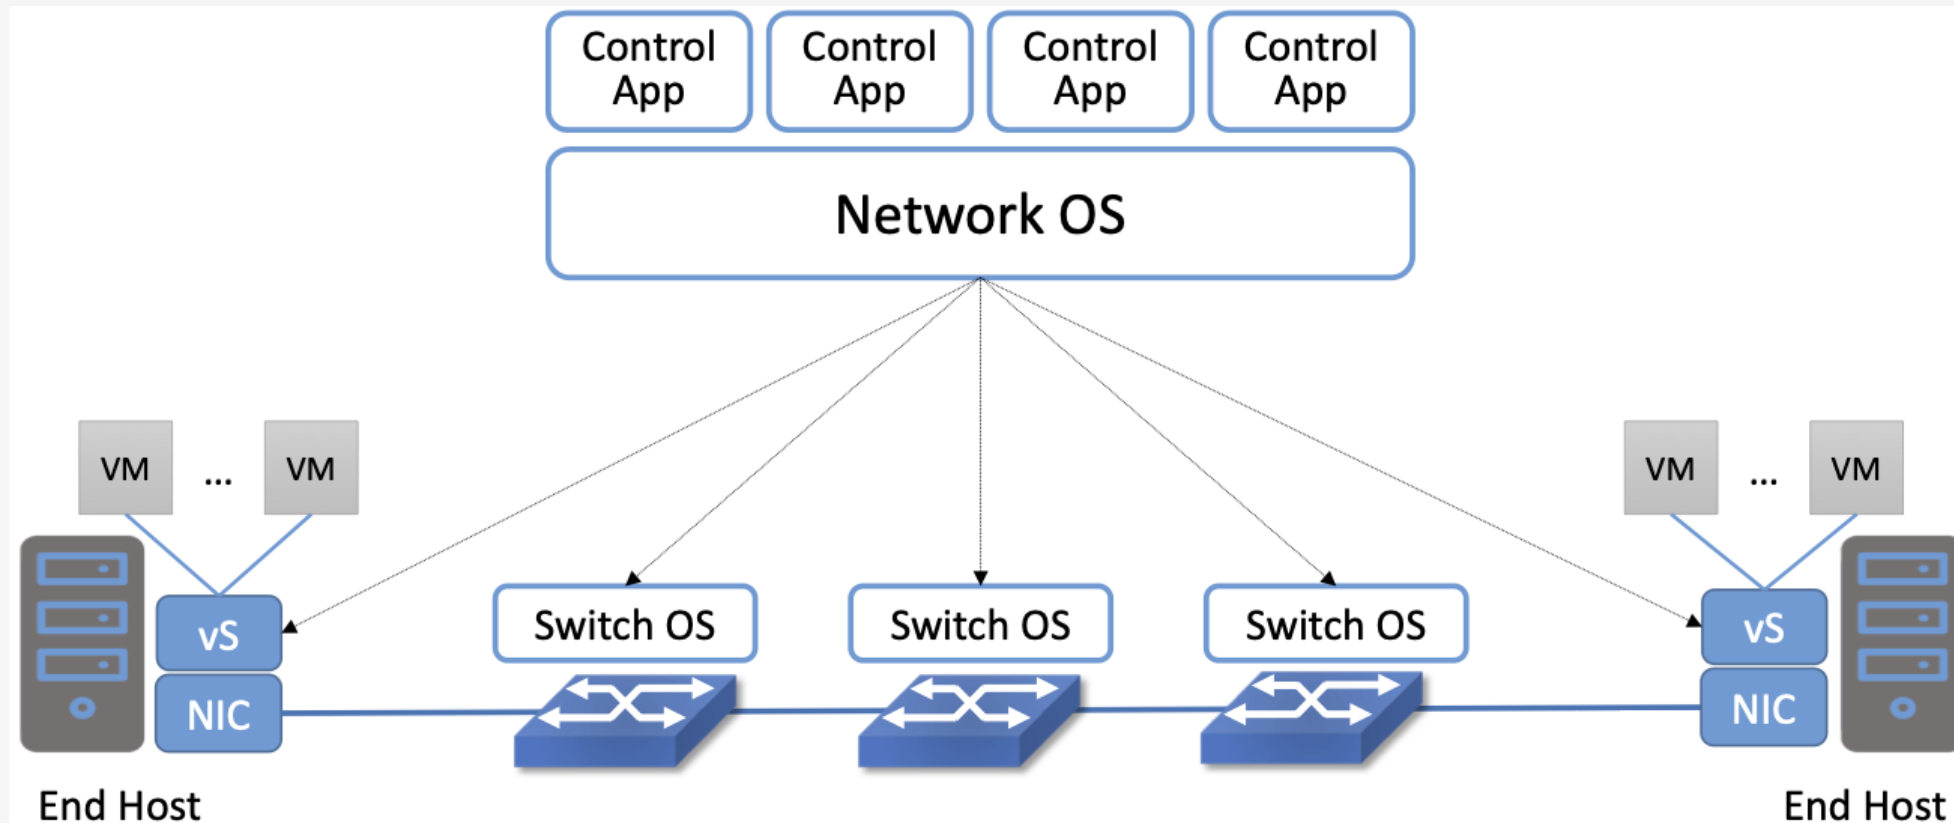 Control
App
Control
App
Control
App
Control
App
Network OS
VM
...
VM
VM
...
VM
vS
Switch OS
Switch OS
Switch OS
vS
NIC
NIC
End Host
End Host